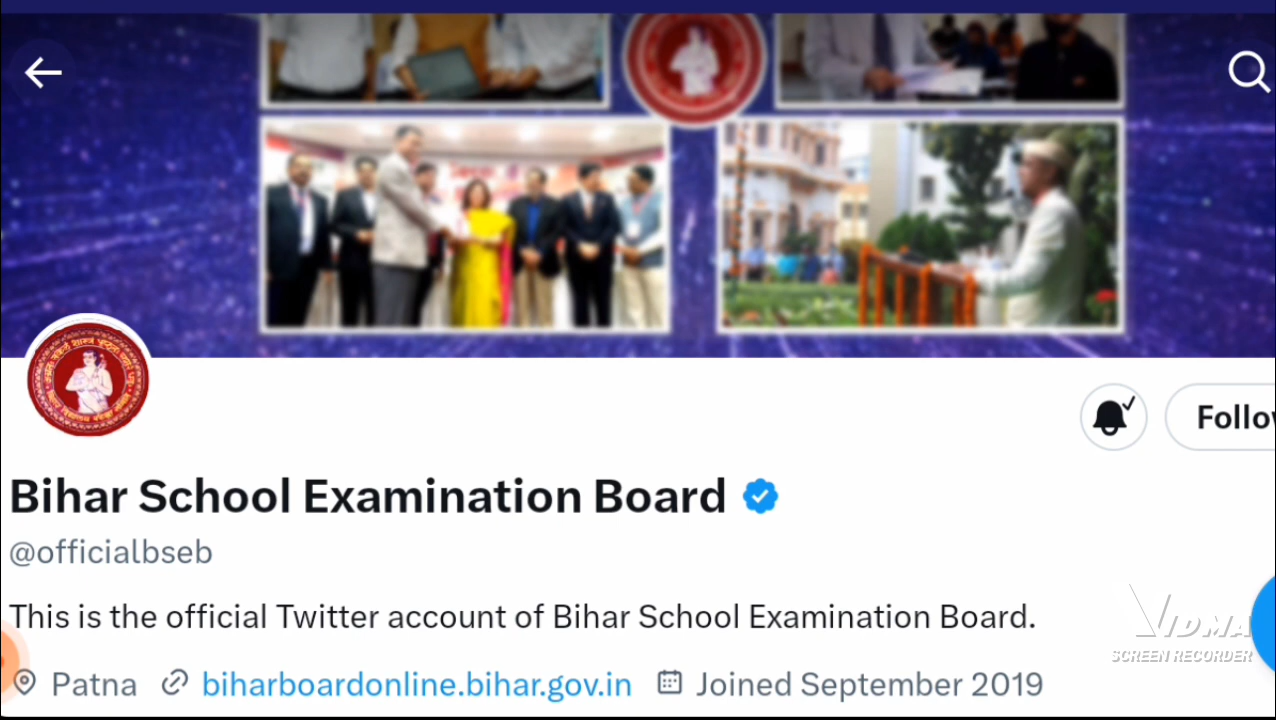 Bihar School Examination Board
@officialbseb
Follow
This is the official Twitter account of Bihar School Examination Board.
Patna biharboardonline.bihar.gov.in Joined September 2019
VIDMA
SCREEN RECORDER